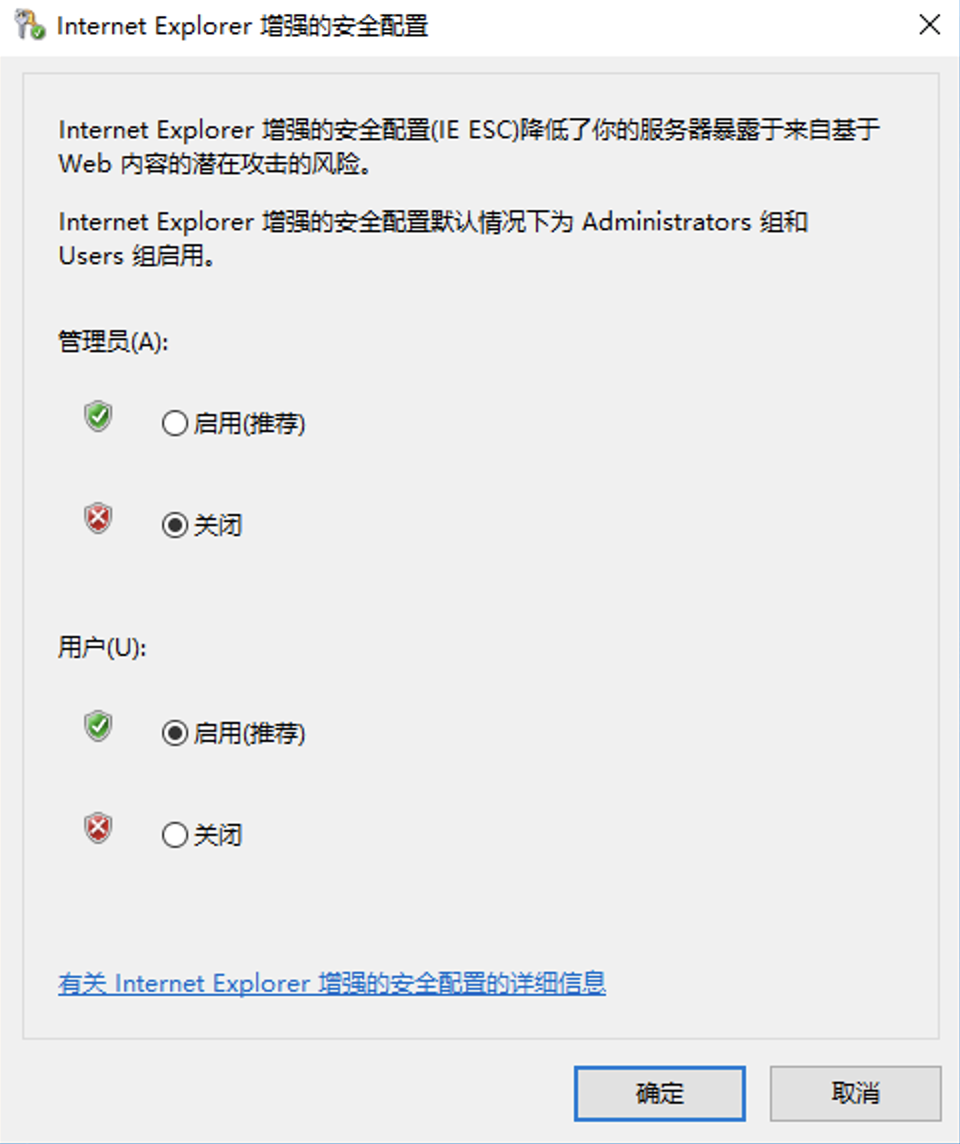 Internet Explorer 增强的安全配置
Internet Explorer 增强的安全配置(IE ESC)降低了你的服务器暴露于来自基于
Web 内容的潜在攻击的风险。
Internet Explorer 增强的安全配置默认情况下为 Administrators 组和
Users 组启用。
管理员(A):
启用(推荐)
关闭
用户(U):
启用(推荐)
关闭
有关 Internet Explorer 增强的安全配置的详细信息
确定 取消